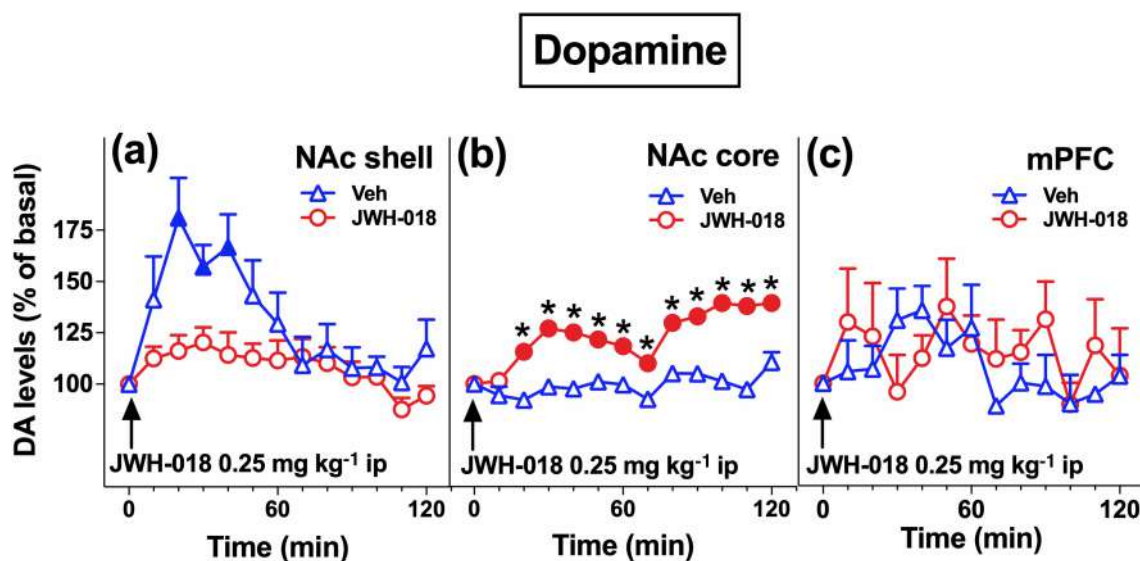 Dopamine
(a) NAc shell
Veh
JWH-018
(b) NAc core
Veh
JWH-018
(c) mPFC
Veh
JWH-018
DA levels (% of basal)
175
150
125
100
* * * * * * * * * * *
JWH-018 0.25 mg kg⁻¹ ip
JWH-018 0.25 mg kg⁻¹ ip
JWH-018 0.25 mg kg⁻¹ ip
0 60 120
0 60 120
0 60 120
Time (min)
Time (min)
Time (min)